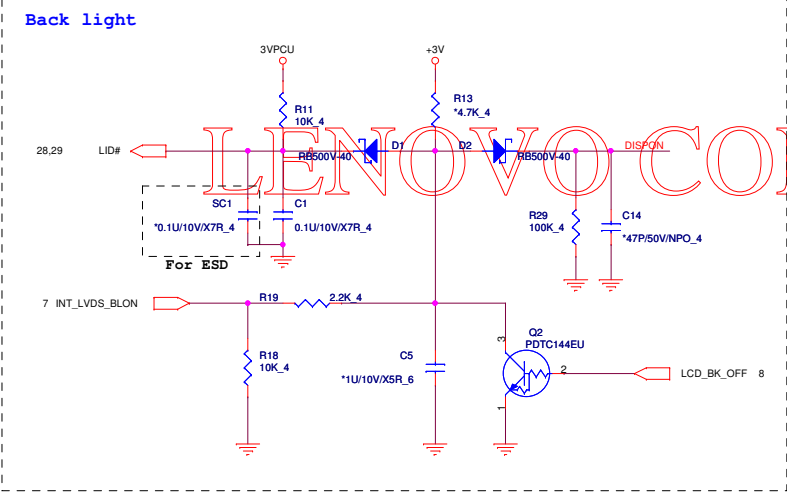 Back light
3VPCU
+3V
R11
10K_4
R13
*4.7K_4
28,29
LID#
RB500V-40
D1
D2
RB500V-40
DISPON
LENOVO CO
SC1
*0.1U/10V/X7R_4
C1
0.1U/10V/X7R_4
R29
100K_4
C14
*47P/50V/NPO_4
For ESD
7 INT_LVDS_BLON
R19
2.2K_4
Q2
PDTC144EU
3
R18
10K_4
C5
*1U/10V/X5R_6
2
LCD_BK_OFF 8
1